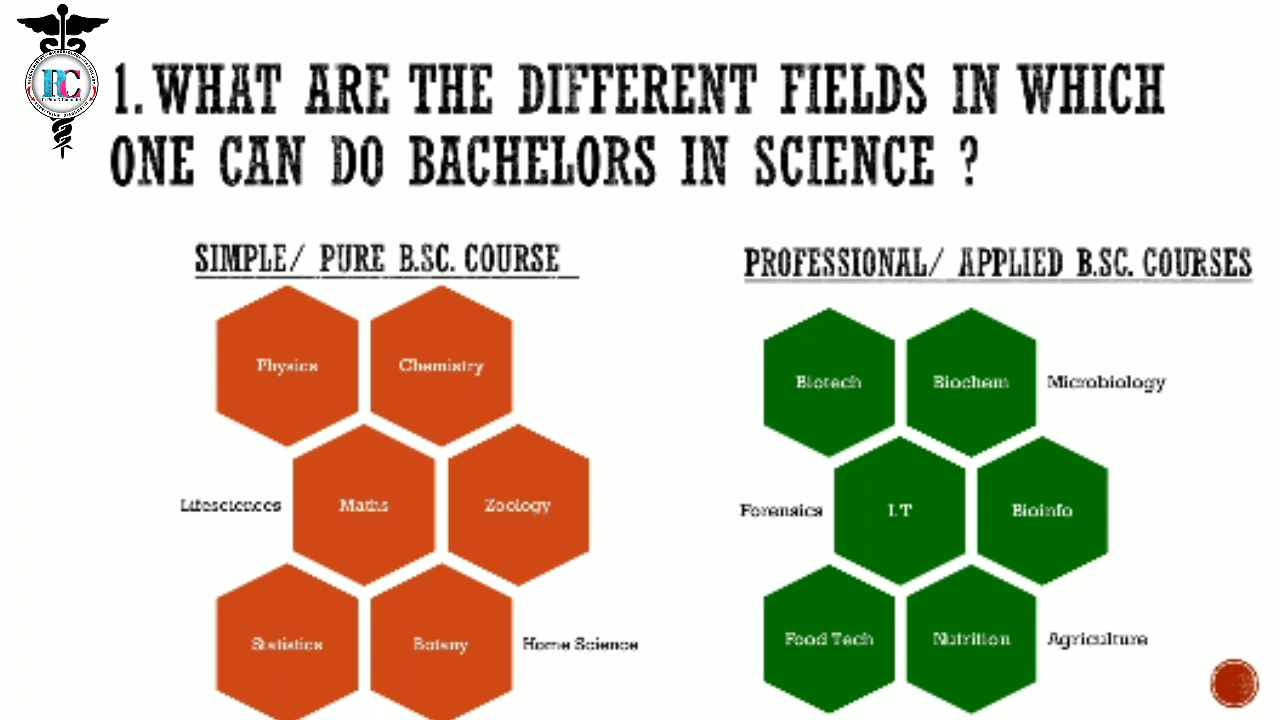 1. WHAT ARE THE DIFFERENT FIELDS IN WHICH
ONE CAN DO BACHELORS IN SCIENCE ?
SIMPLE/ PURE B.SC. COURSE
Physics
Chemistry
Lifesciences
Maths
Zoology
Statistics
Botany
Home Science
PROFESSIONAL/ APPLIED B.SC. COURSES
Biotech
Biochem
Microbiology
Forensics
I.T
Bioinfo
Food Tech
Nutrition
Agriculture